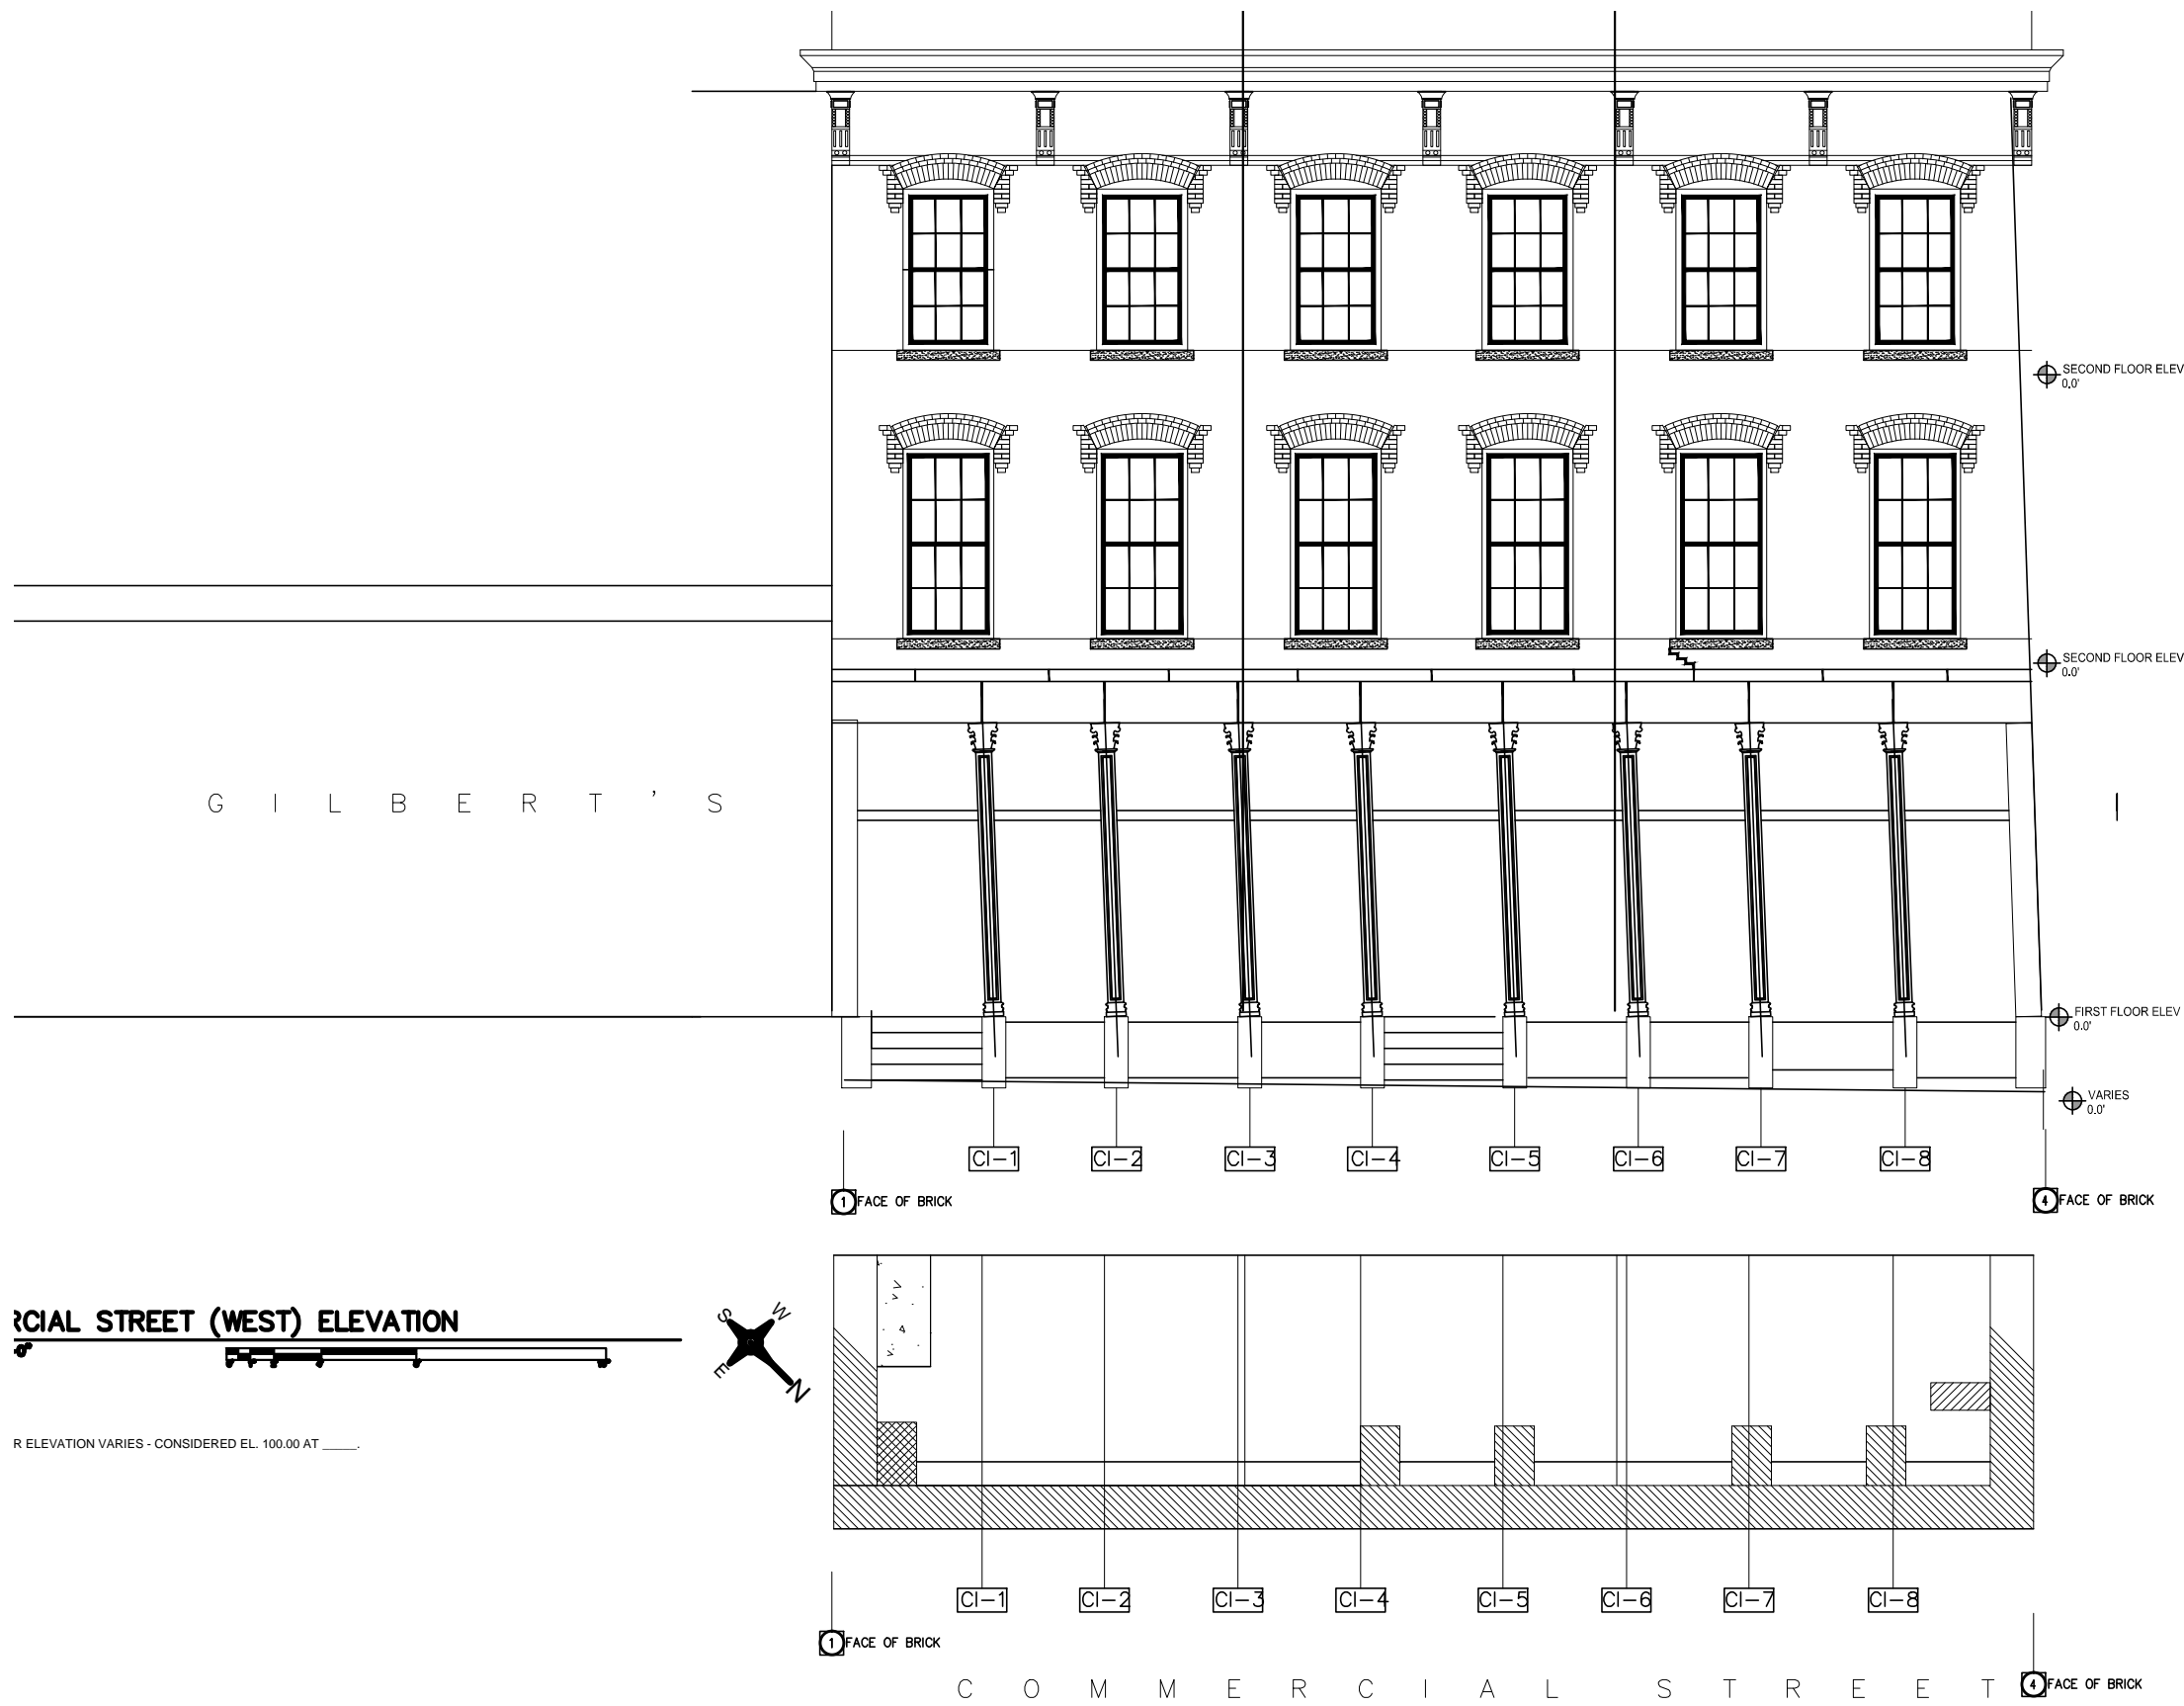 SECOND FLOOR ELEV
0.0'
SECOND FLOOR ELEV
0.0'
GILBERT'S
FIRST FLOOR ELEV
0.0'
VARIES
0.0'
CI-1 CI-2 CI-3 CI-4 CI-5 CI-6 CI-7 CI-8
1 FACE OF BRICK
4 FACE OF BRICK
RCIAL STREET (WEST) ELEVATION
S W
E N
R ELEVATION VARIES - CONSIDERED EL. 100.00 AT _____.
CI-1 CI-2 CI-3 CI-4 CI-5 CI-6 CI-7 CI-8
1 FACE OF BRICK
COMMERCIAL STREET
4 FACE OF BRICK